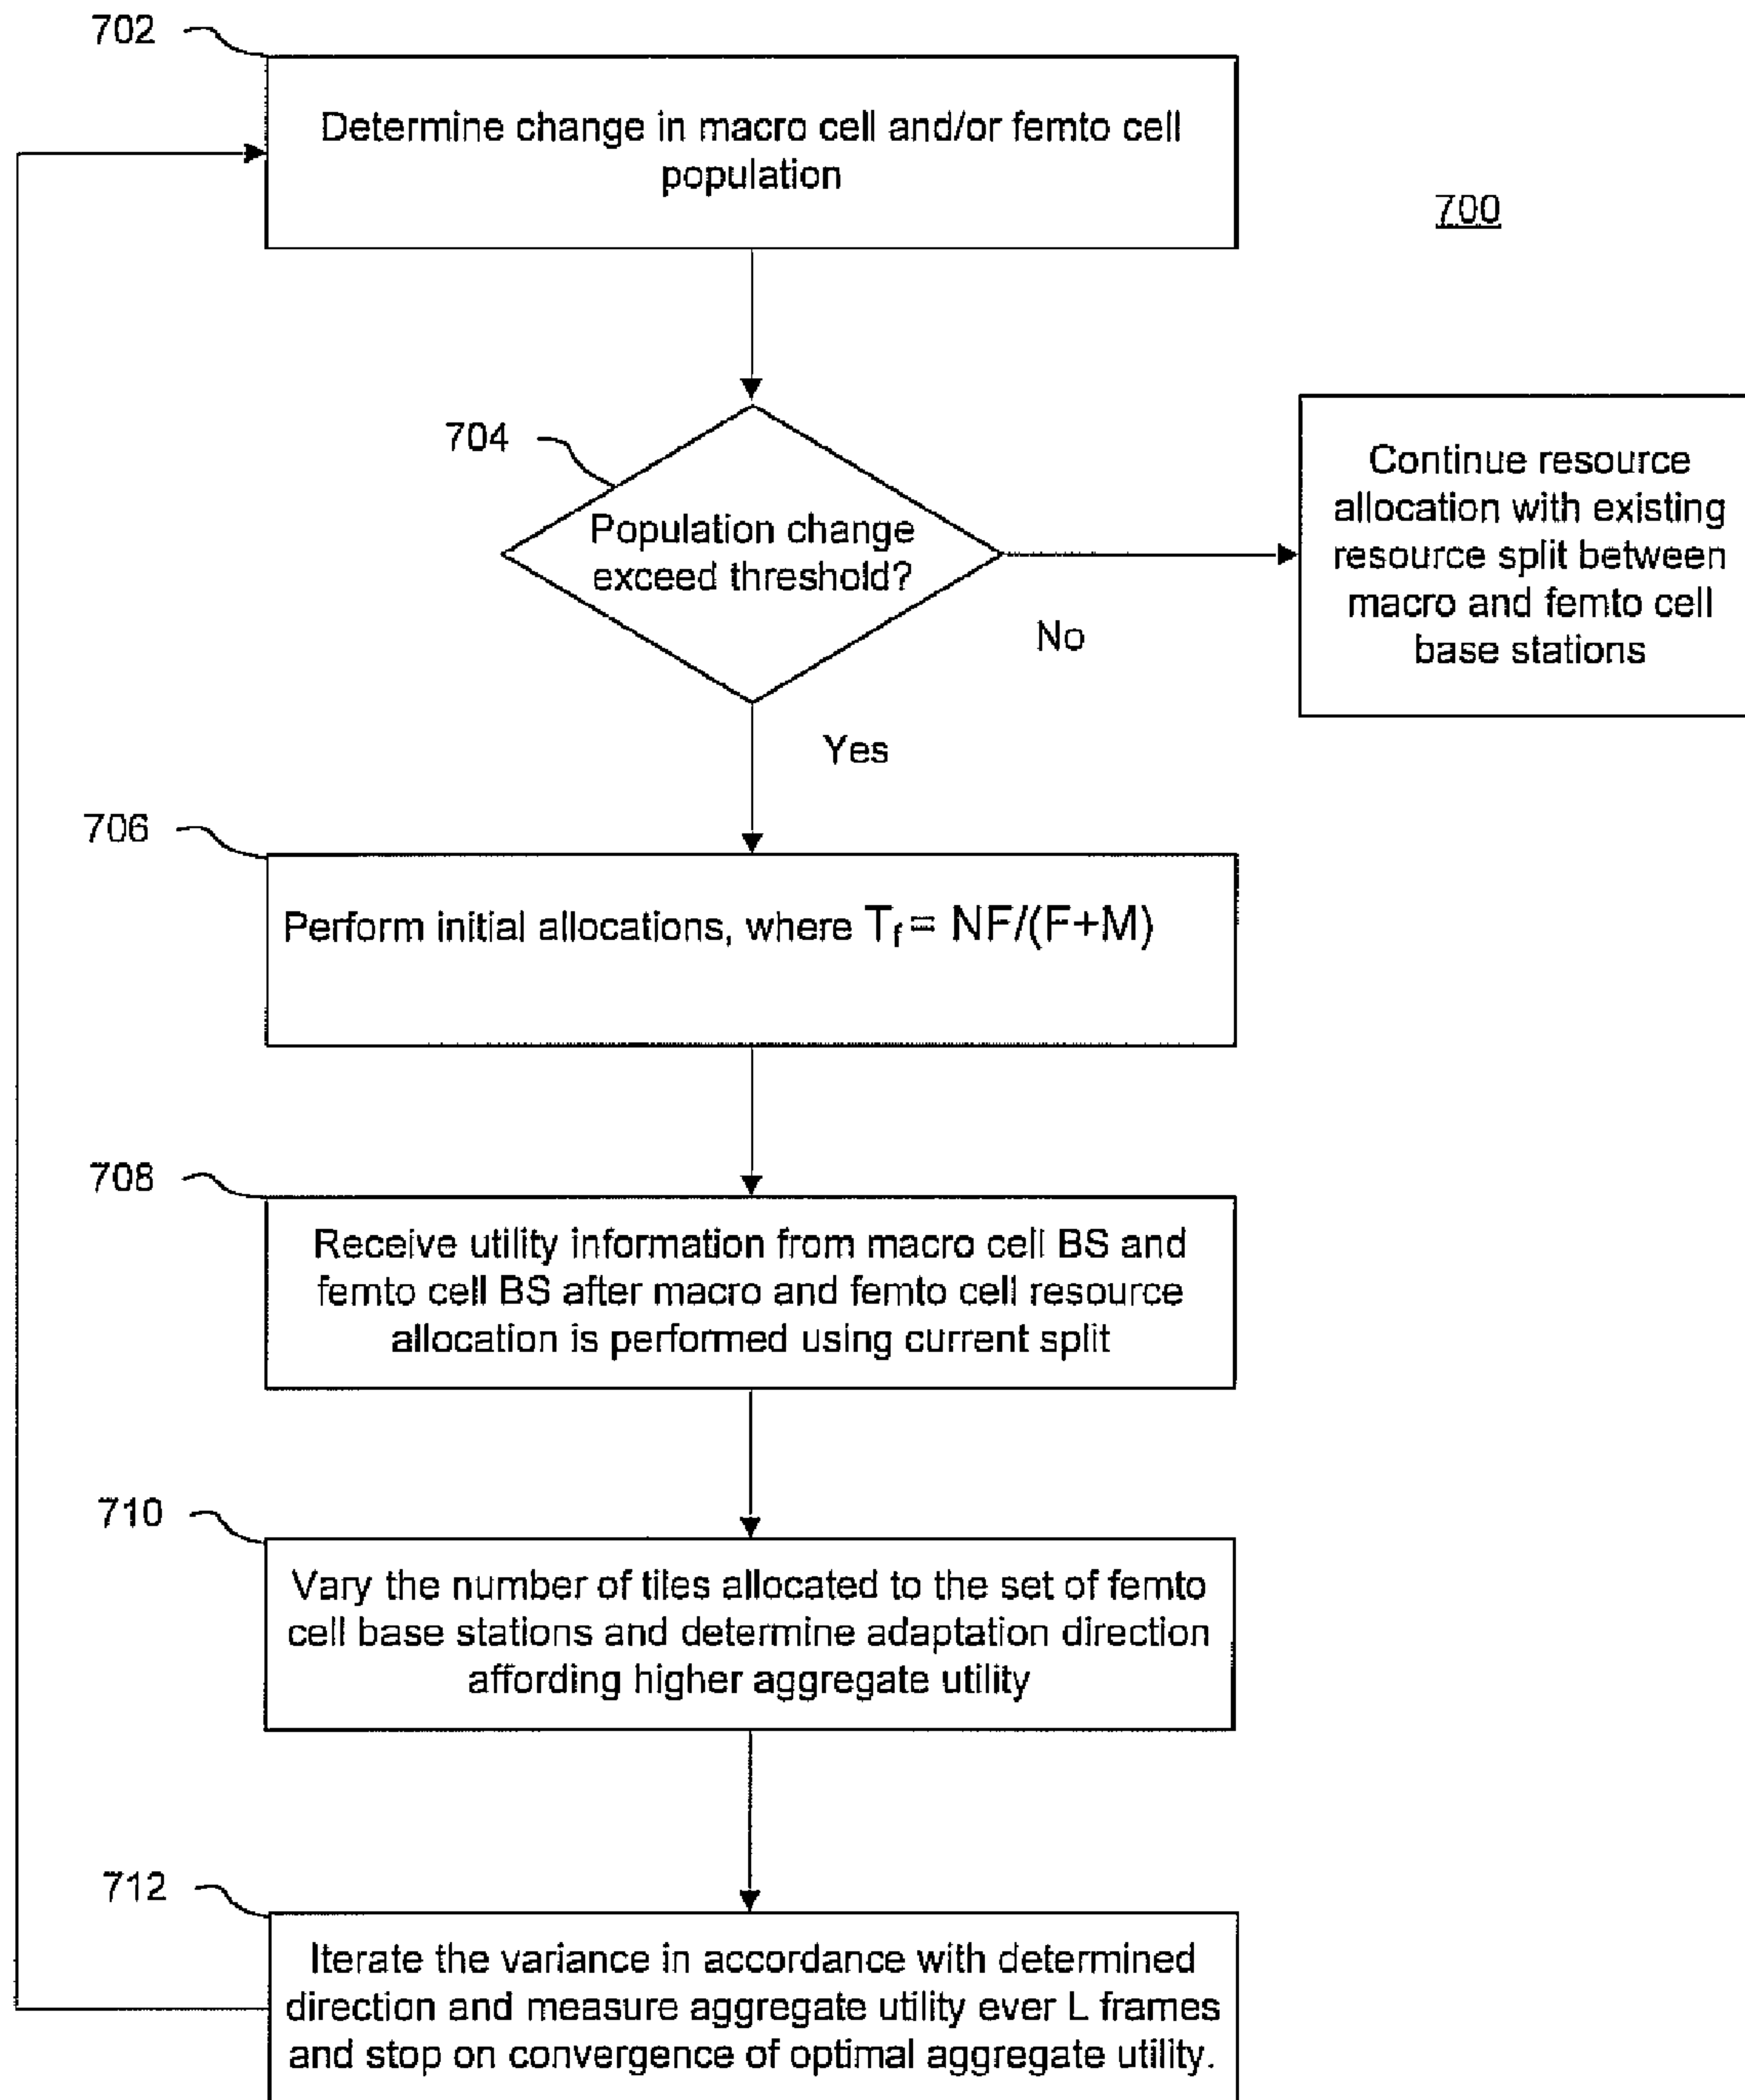 702
Determine change in macro cell and/or femto cell
population
700
704
Population change
exceed threshold?
No
Yes
Continue resource
allocation with existing
resource split between
macro and femto cell
base stations
706
Perform initial allocations, where Tf = NF/(F+M)
708
Receive utility information from macro cell BS and
femto cell BS after macro and femto cell resource
allocation is performed using current split
710
Vary the number of tiles allocated to the set of femto
cell base stations and determine adaptation direction
affording higher aggregate utility
712
Iterate the variance in accordance with determined
direction and measure aggregate utility ever L frames
and stop on convergence of optimal aggregate utility.